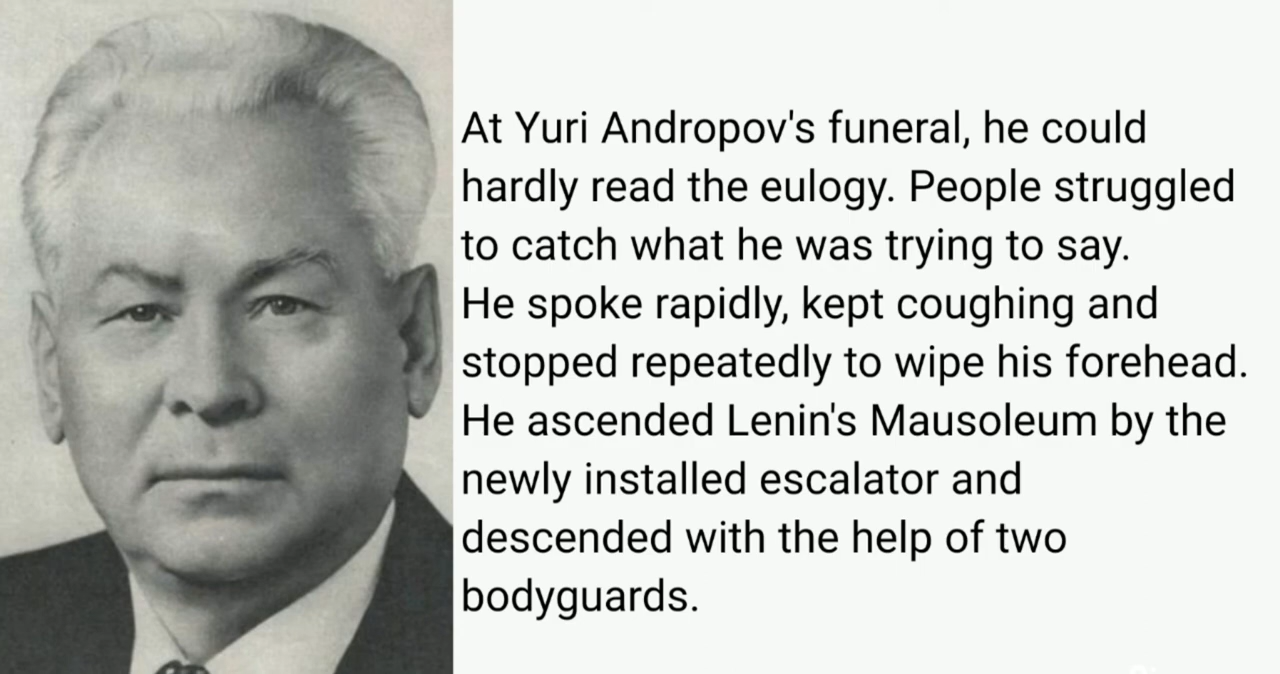 At Yuri Andropov's funeral, he could
hardly read the eulogy. People struggled
to catch what he was trying to say.
He spoke rapidly, kept coughing and
stopped repeatedly to wipe his forehead.
He ascended Lenin's Mausoleum by the
newly installed escalator and
descended with the help of two
bodyguards.